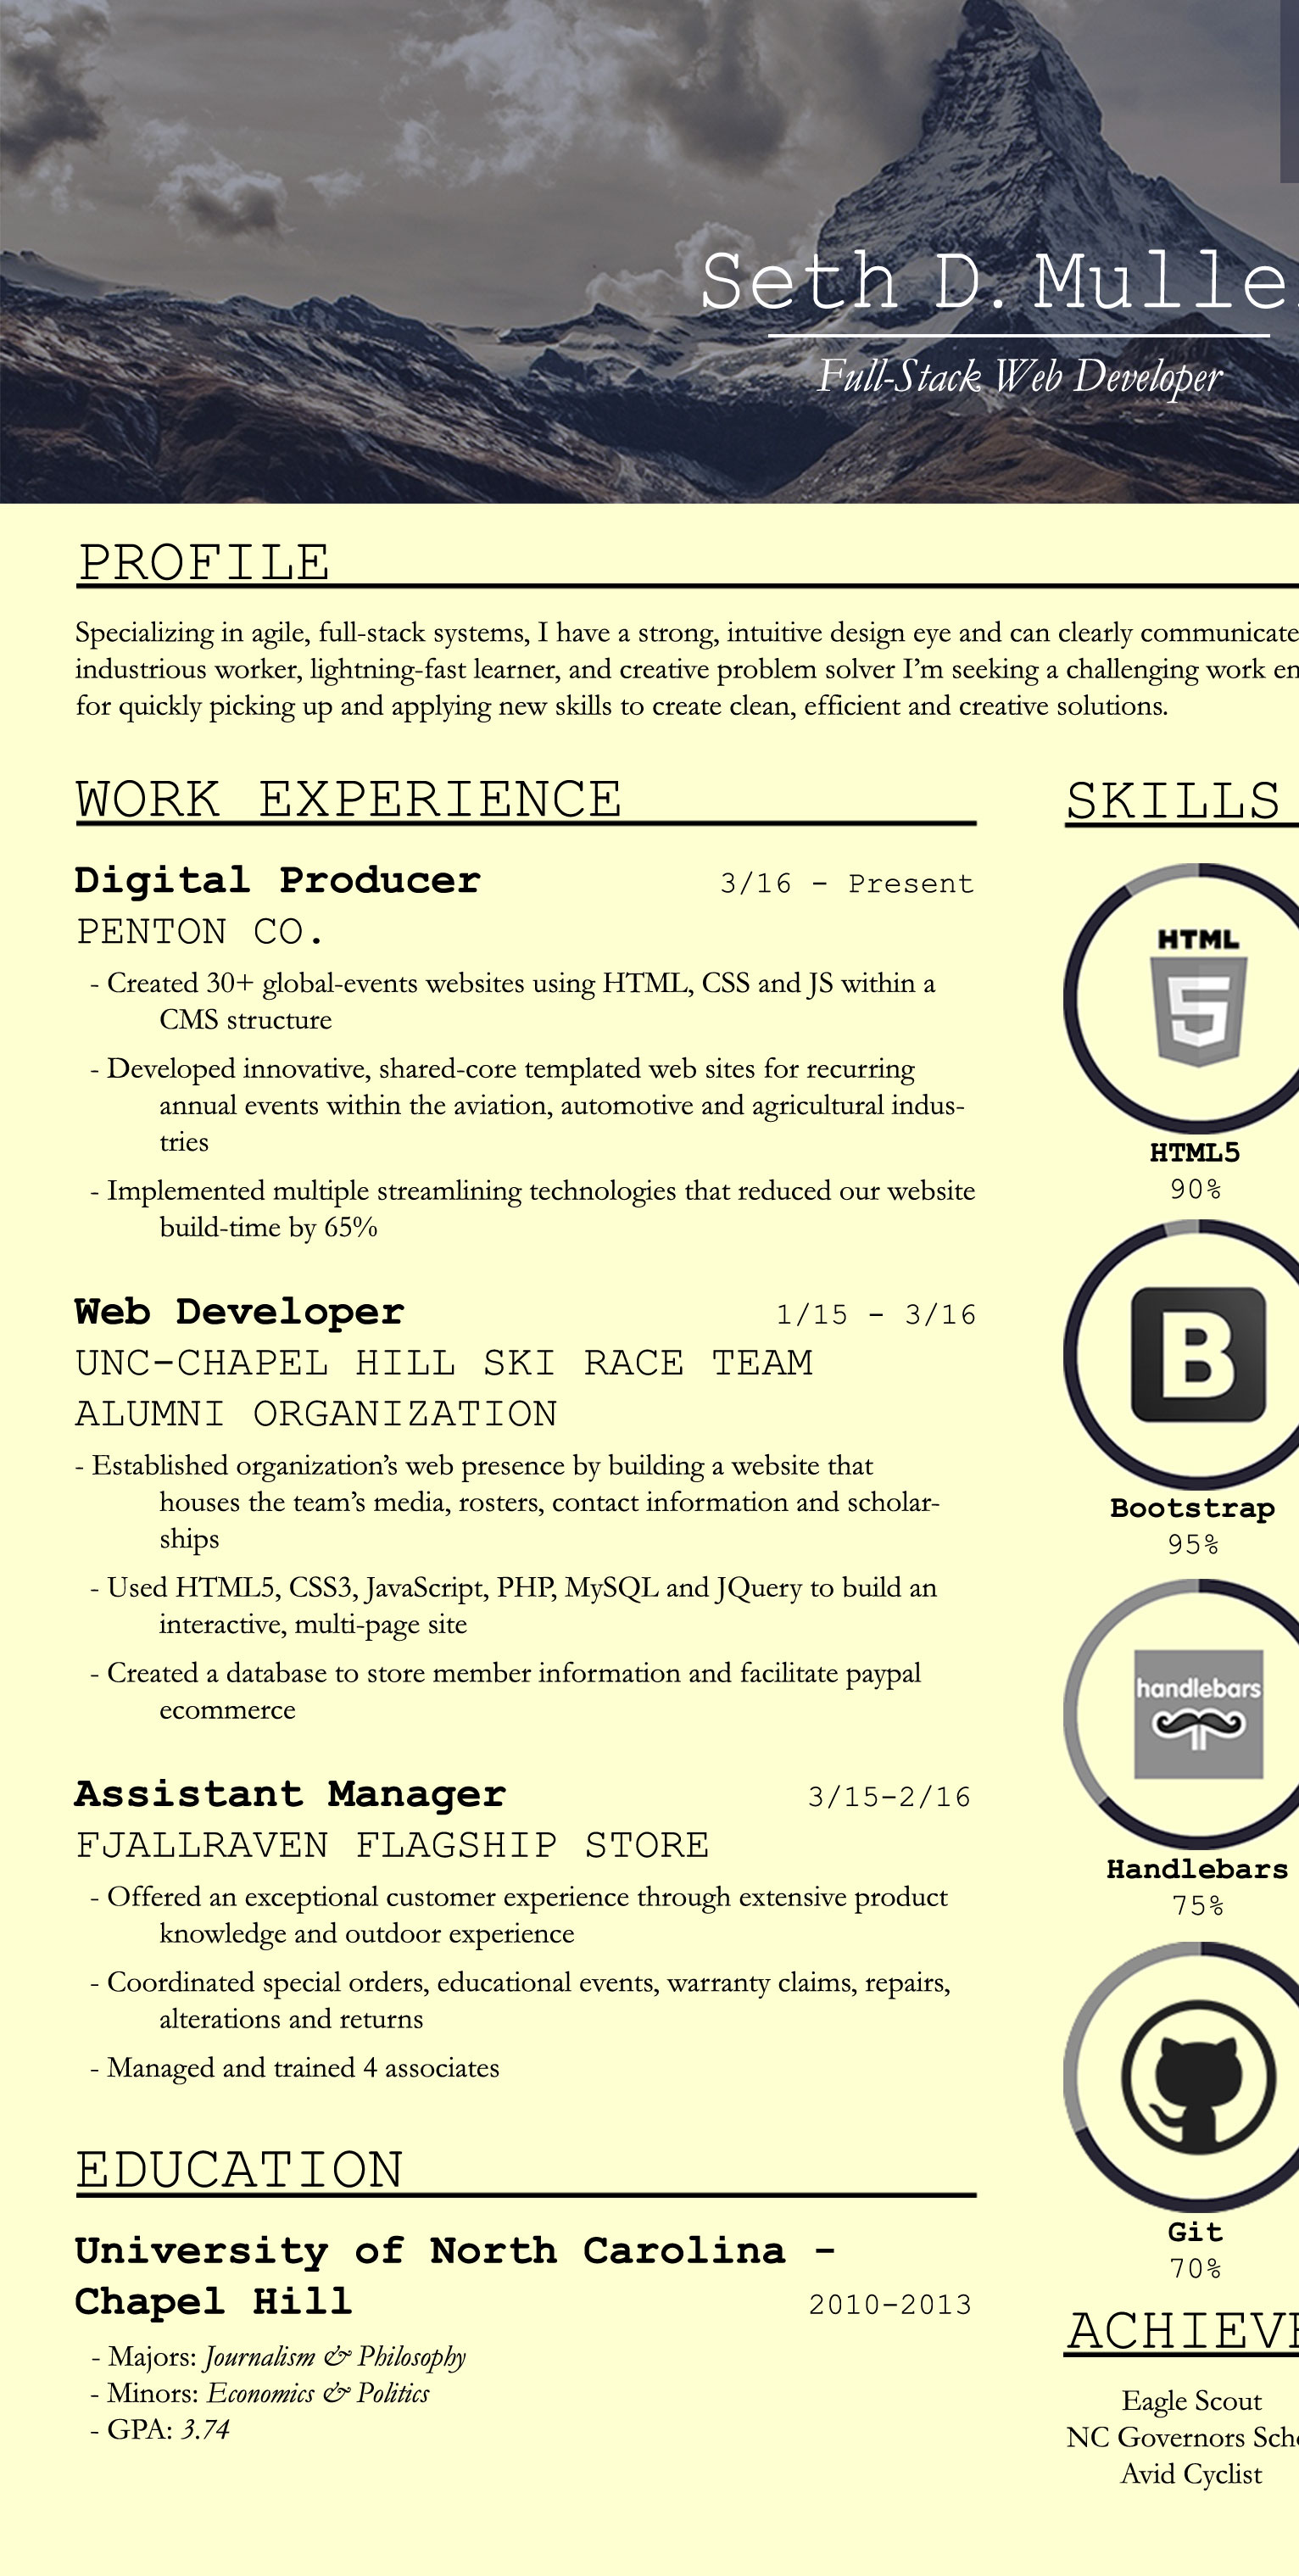 Seth D. Mulle
Full-Stack Web Developer
PROFILE
Specializing in agile, full-stack systems, I have a strong, intuitive design eye and can clearly communicate
industrious worker, lightning-fast learner, and creative problem solver I’m seeking a challenging work en
for quickly picking up and applying new skills to create clean, efficient and creative solutions.
WORK EXPERIENCE
Digital Producer 3/16 - Present
PENTON CO.
- Created 30+ global-events websites using HTML, CSS and JS within a
CMS structure
- Developed innovative, shared-core templated web sites for recurring
annual events within the aviation, automotive and agricultural indus-
tries
- Implemented multiple streamlining technologies that reduced our website
build-time by 65%
Web Developer 1/15 - 3/16
UNC-CHAPEL HILL SKI RACE TEAM
ALUMNI ORGANIZATION
- Established organization’s web presence by building a website that
houses the team’s media, rosters, contact information and scholar-
ships
- Used HTML5, CSS3, JavaScript, PHP, MySQL and JQuery to build an
interactive, multi-page site
- Created a database to store member information and facilitate paypal
ecommerce
Assistant Manager 3/15-2/16
FJALLRAVEN FLAGSHIP STORE
- Offered an exceptional customer experience through extensive product
knowledge and outdoor experience
- Coordinated special orders, educational events, warranty claims, repairs,
alterations and returns
- Managed and trained 4 associates
EDUCATION
University of North Carolina -
Chapel Hill 2010-2013
- Majors: Journalism & Philosophy
- Minors: Economics & Politics
- GPA: 3.74
SKILLS
HTML
5
HTML5
90%
B
Bootstrap
95%
handlebars
Handlebars
75%
Git
70%
ACHIEV
Eagle Scout
NC Governors Scho
Avid Cyclist